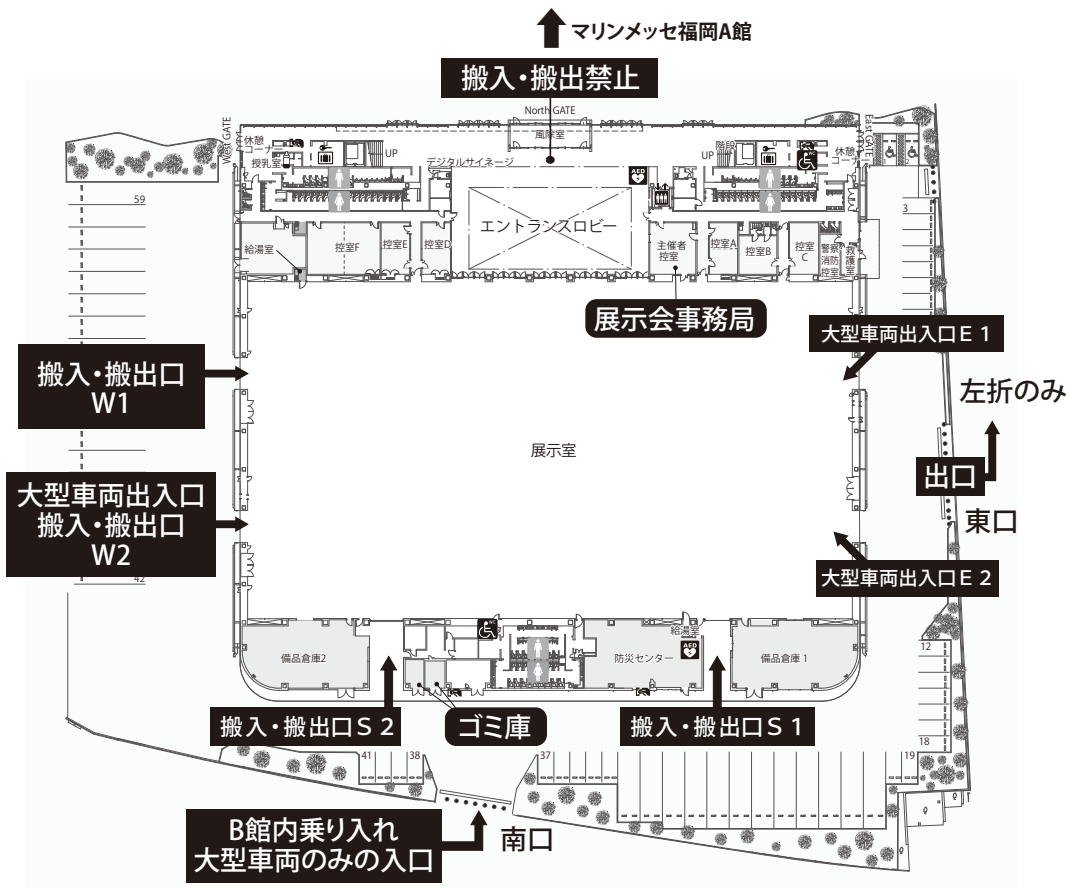 マリンメッセ福岡A館
搬入・搬出禁止
North GATE
風除室
WEST GATE
East GATE
休憩
コーナー
授乳室
UP
デジタルサイネージ
AED
階段
UP
休憩
コーナー
59
3
エントランスロビー
給湯室
控室F
控室E
控室D
主催者
控室
控室A
控室B
控室
C
警察
消防
控室
救
護
室
展示会事務局
搬入・搬出口
W1
大型車両出入口E 1
左折のみ
展示室
大型車両出入口
搬入・搬出口
W2
42
出口
東口
大型車両出入口E 2
備品倉庫2
防災センター
給湯室
AED
備品倉庫1
12
搬入・搬出口S 2
ゴミ庫
搬入・搬出口S 1
18
41
38
37
19
B館内乗り入れ
大型車両のみの入口
南口